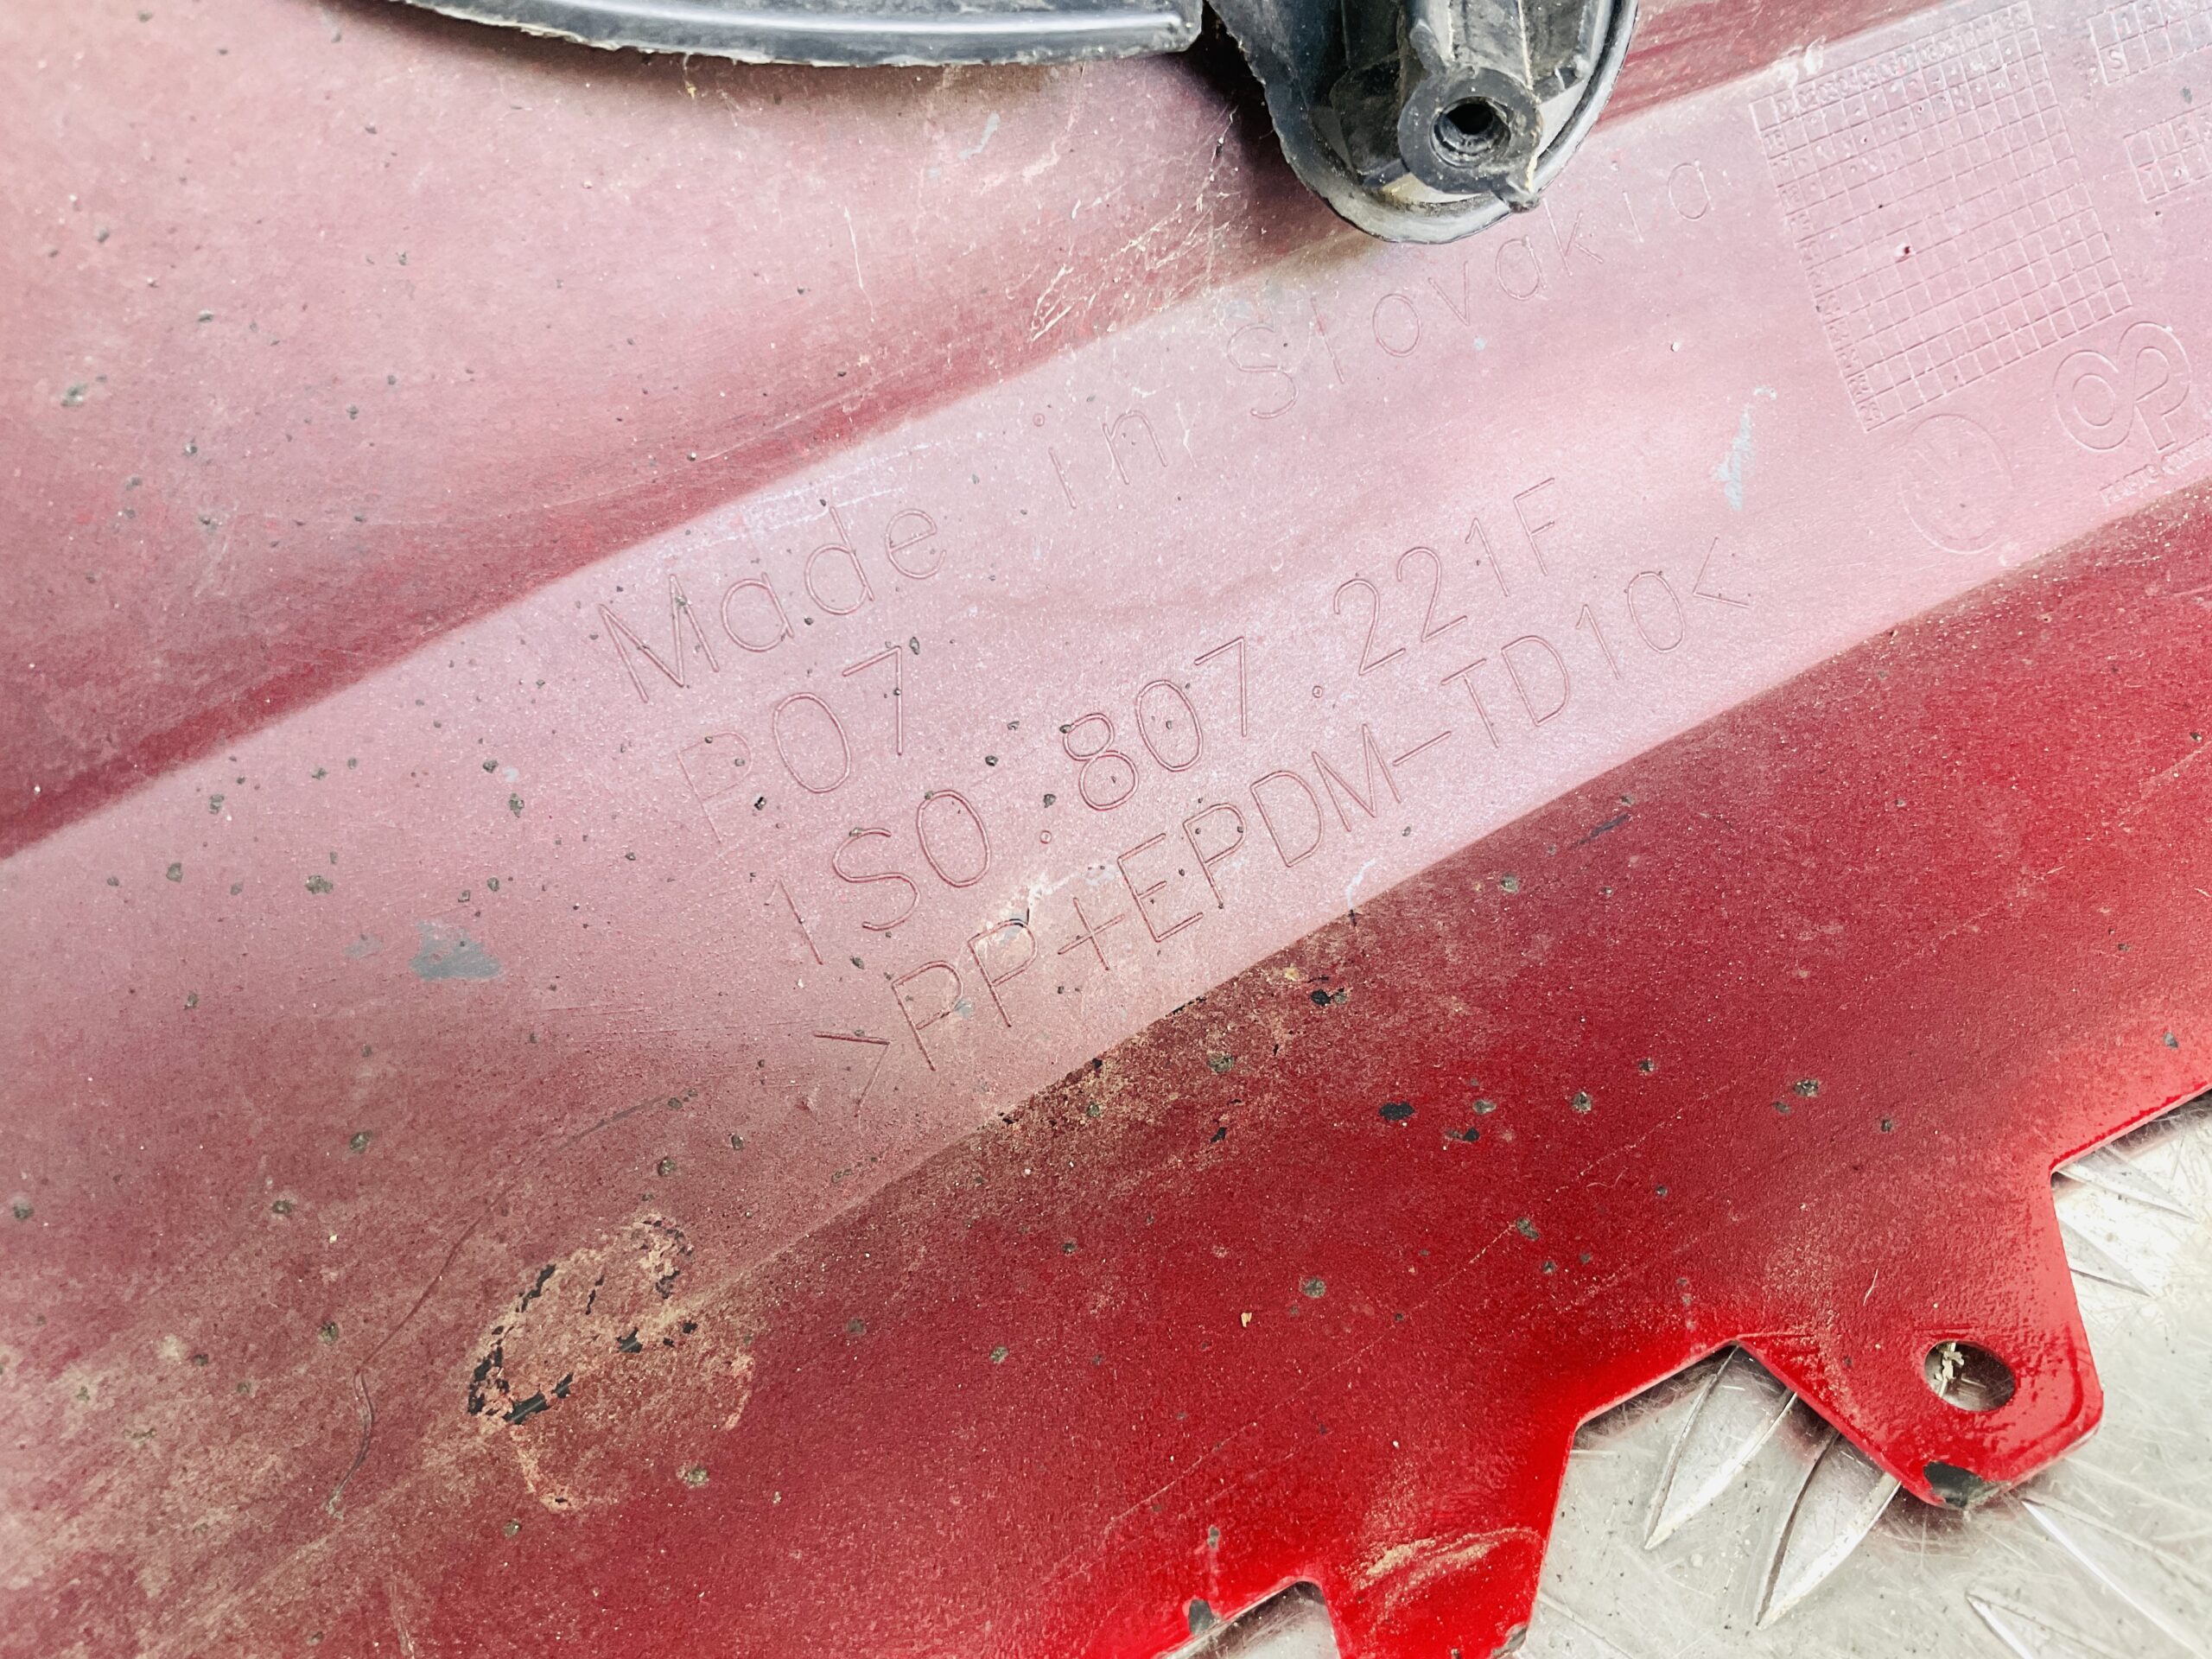 Made in Slovakia
P07
1S0.807.221F
>PP+EPDM-TD10<